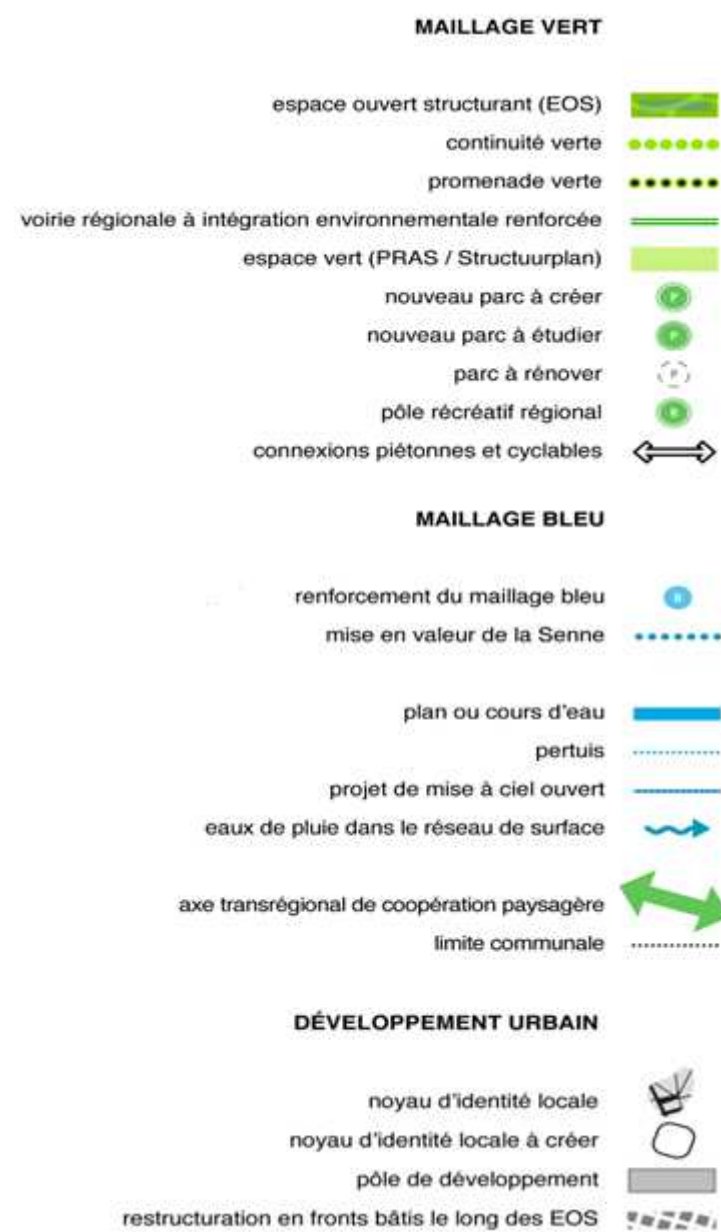 MAILLAGE VERT
espace ouvert structurant (EOS)
continuité verte
promenade verte
voirie régionale à intégration environnementale renforcée
espace vert (PRAS / Structuurplan)
nouveau parc à créer
P
nouveau parc à étudier
P
parc à rénover
P
pôle récréatif régional
R
connexions piétonnes et cyclables
MAILLAGE BLEU
renforcement du maillage bleu
mise en valeur de la Senne
plan ou cours d'eau
pertuis
projet de mise à ciel ouvert
eaux de pluie dans le réseau de surface
axe transrégional de coopération paysagère
limite communale
DÉVELOPPEMENT URBAIN
noyau d'identité locale
noyau d'identité locale à créer
pôle de développement
restructuration en fronts bâtis le long des EOS